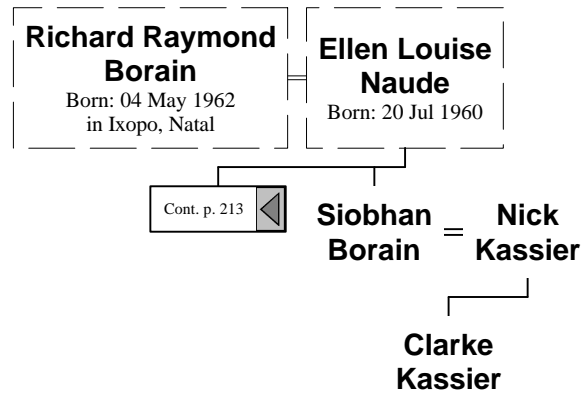 Richard Raymond
Borain
Born: 04 May 1962
in Ixopo, Natal
Ellen Louise
Naude
Born: 20 Jul 1960
Cont. p. 213
Siobhan
Borain
Nick
Kassier
Clarke
Kassier